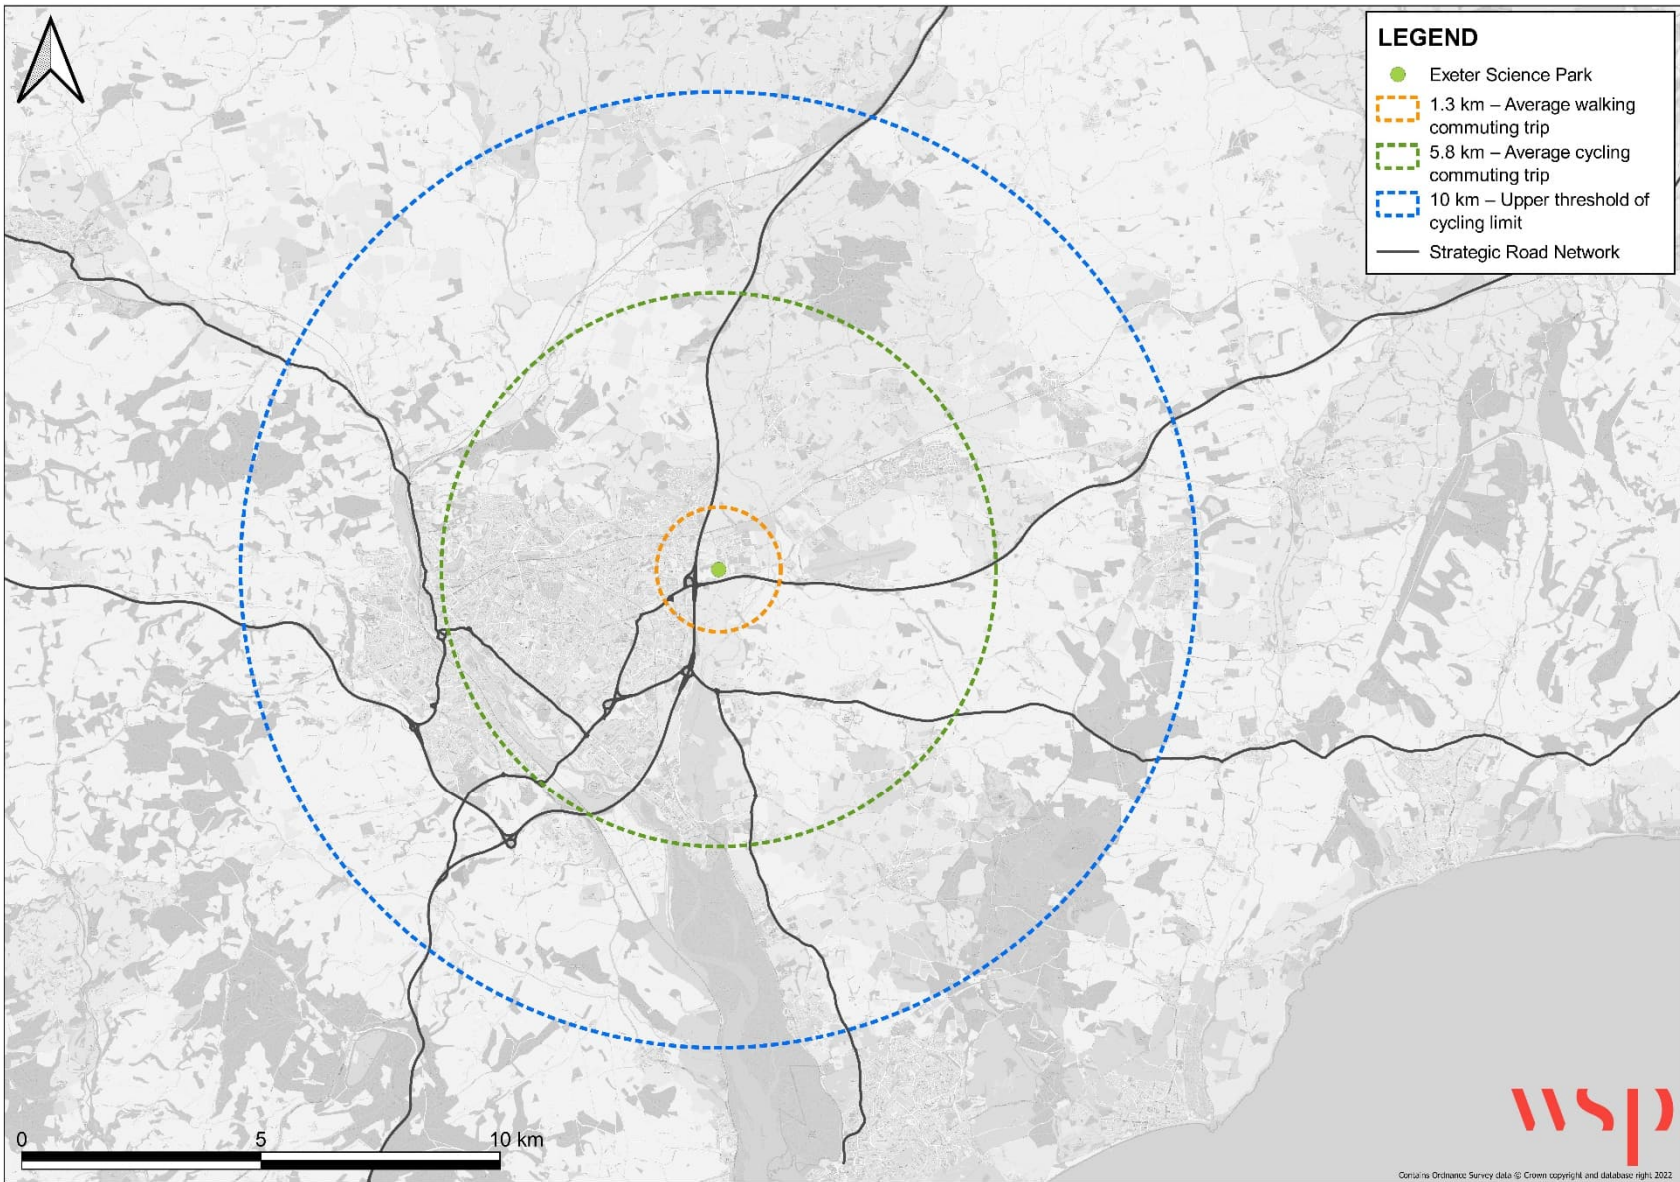 LEGEND
Exeter Science Park
1.3 km – Average walking
commuting trip
5.8 km – Average cycling
commuting trip
10 km – Upper threshold of
cycling limit
Strategic Road Network
0 5 10 km
wsp
Contains Ordnance Survey data © Crown copyright and database right 2022